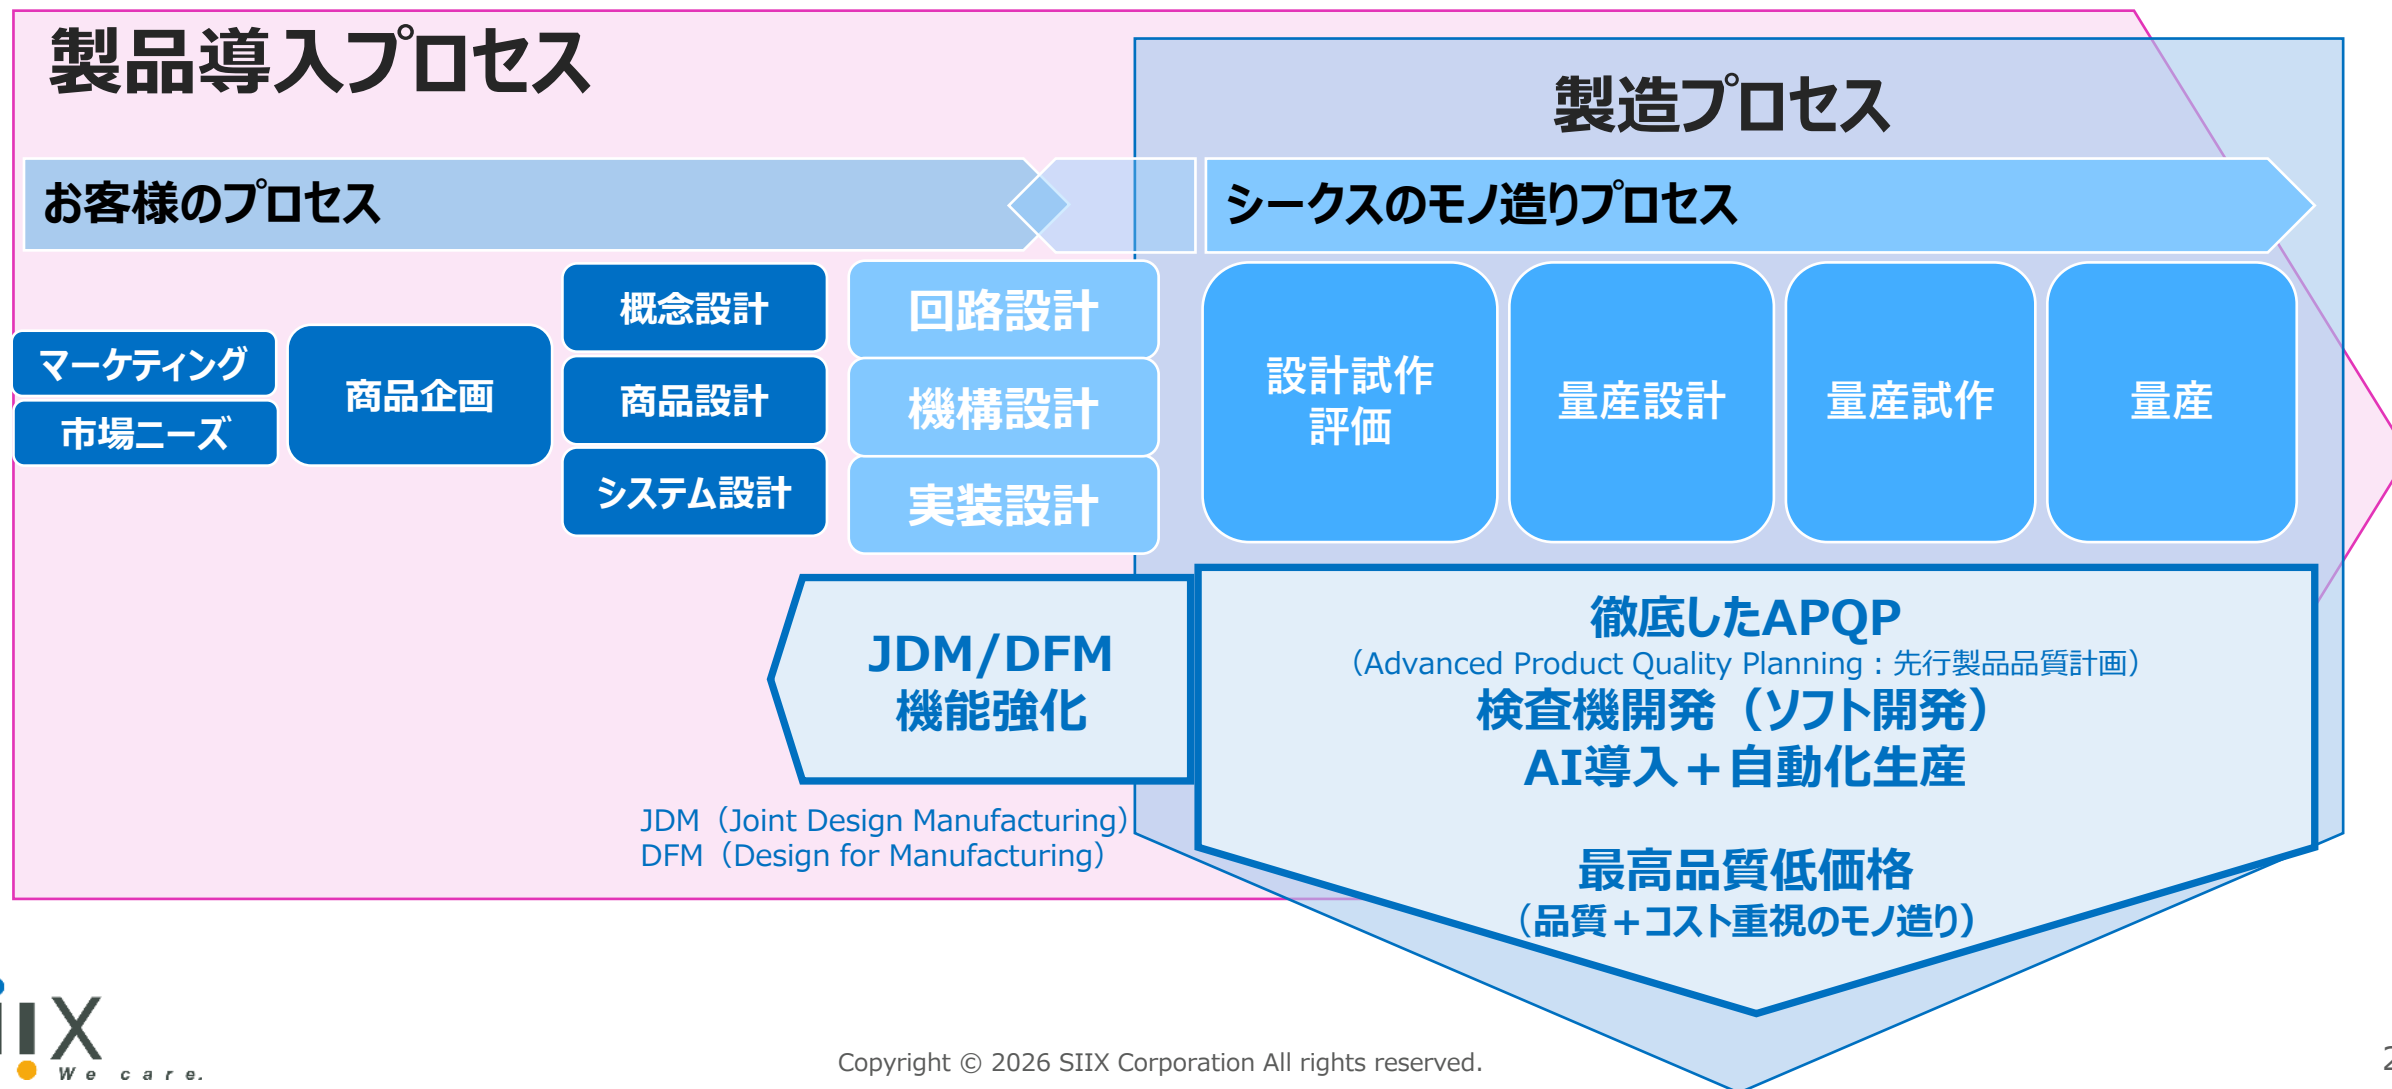 製品導入プロセス
製造プロセス
お客様のプロセス
シークスのモノ造りプロセス
マーケティング
市場ニーズ
商品企画
概念設計
商品設計
システム設計
回路設計
機構設計
実装設計
設計試作
評価
量産設計
量産試作
量産
JDM/DFM
機能強化
JDM（Joint Design Manufacturing）
DFM（Design for Manufacturing）
徹底したAPQP
（Advanced Product Quality Planning：先行製品品質計画）
検査機開発（ソフト開発）
AI導入＋自動化生産
最高品質低価格
（品質＋コスト重視のモノ造り）
We care.
Copyright © 2026 SIIX Corporation All rights reserved.